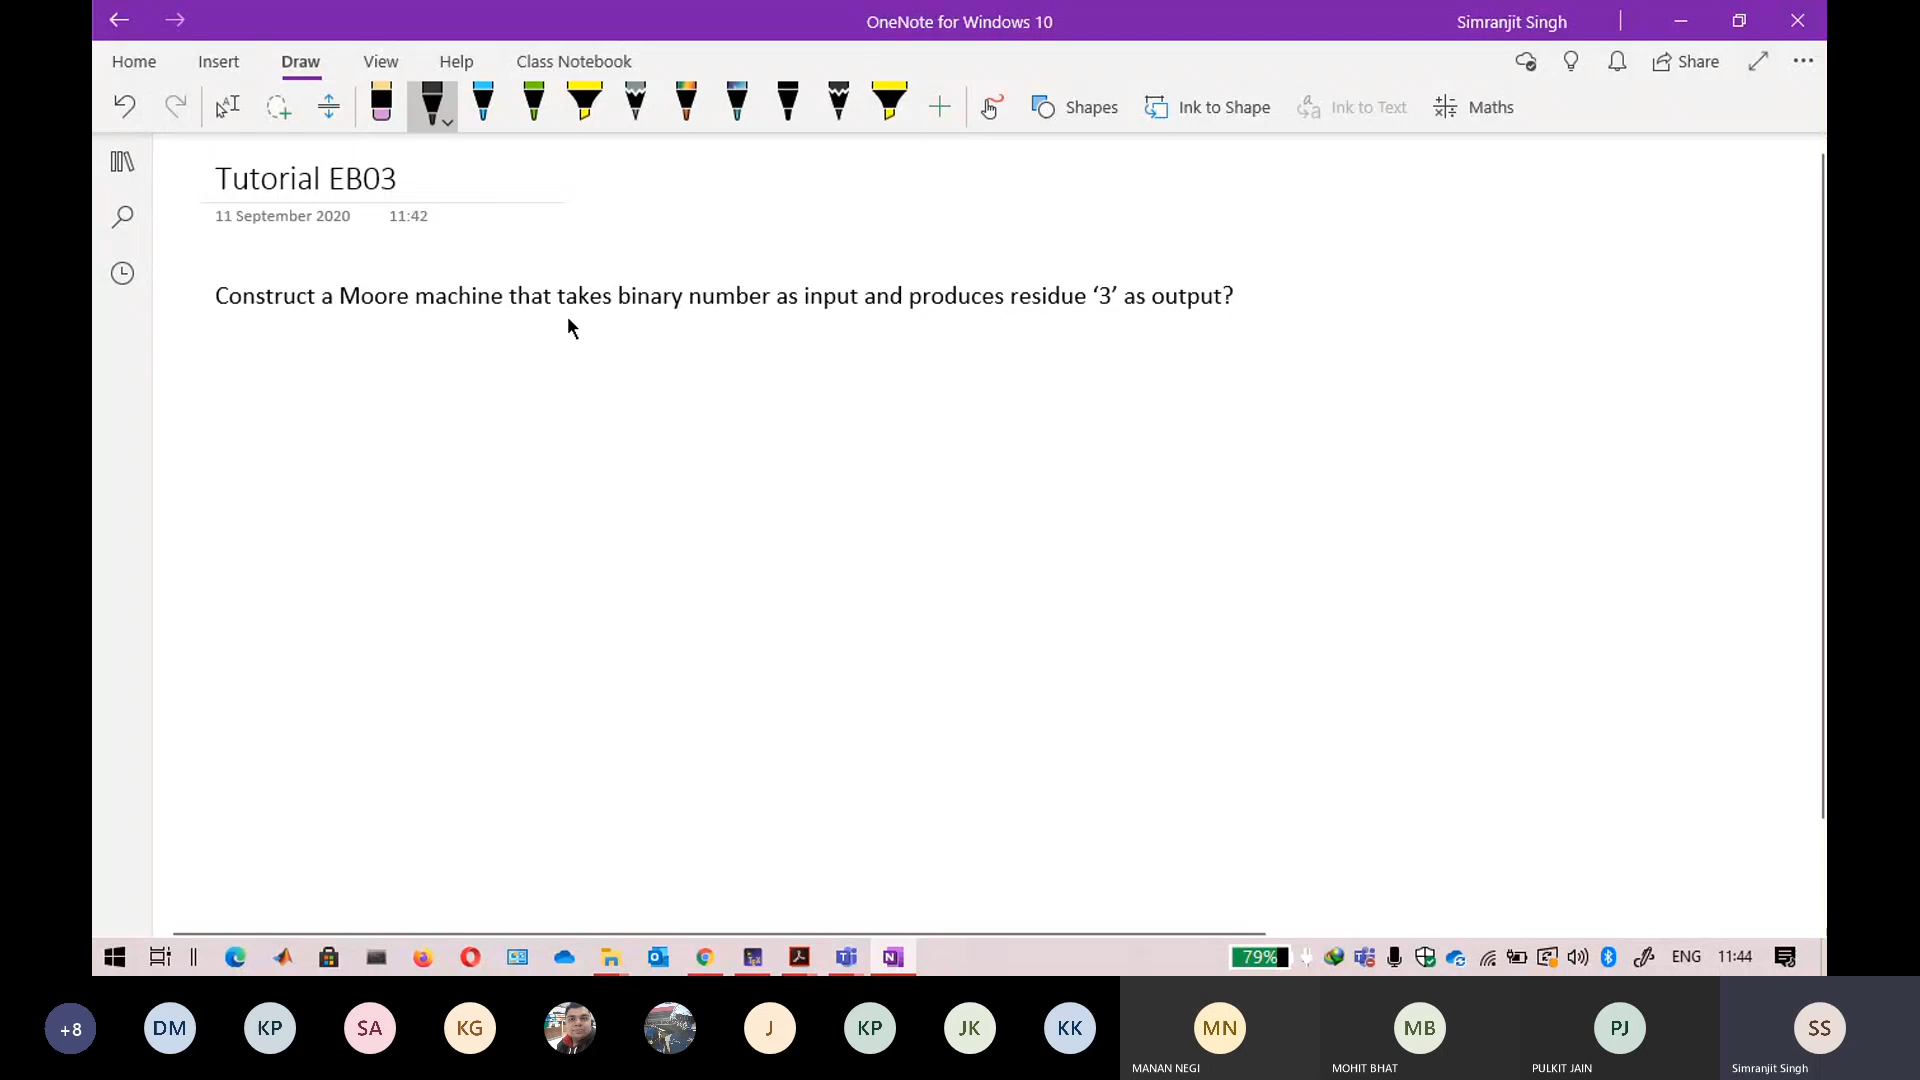 OneNote for Windows 10
Simranjit Singh
Home Insert Draw View Help Class Notebook
Share
Shapes Ink to Shape Ink to Text Maths
Tutorial EB03
11 September 2020 11:42
Construct a Moore machine that takes binary number as input and produces residue ‘3’ as output?
79% ENG 11:44
+8 DM KP SA KG J KP JK KK MN MB PJ SS
MANAN NEGI MOHIT BHAT PULKIT JAIN Simranjit Singh